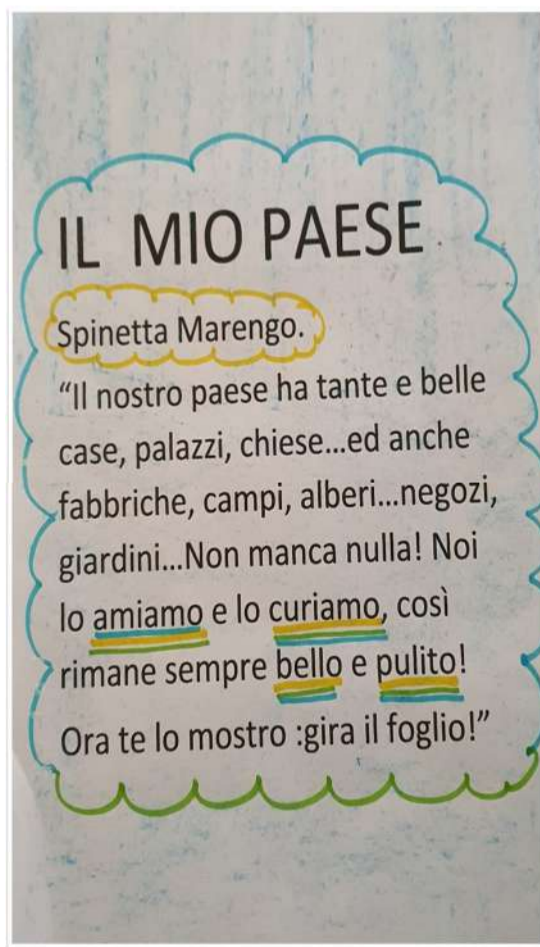 IL MIO PAESE
Spinetta Marengo.
“Il nostro paese ha tante e belle
case, palazzi, chiese...ed anche
fabbriche, campi, alberi...negozi,
giardini...Non manca nulla! Noi
lo amiamo e lo curiamo, così
rimane sempre bello e pulito!
Ora te lo mostro :gira il foglio!”